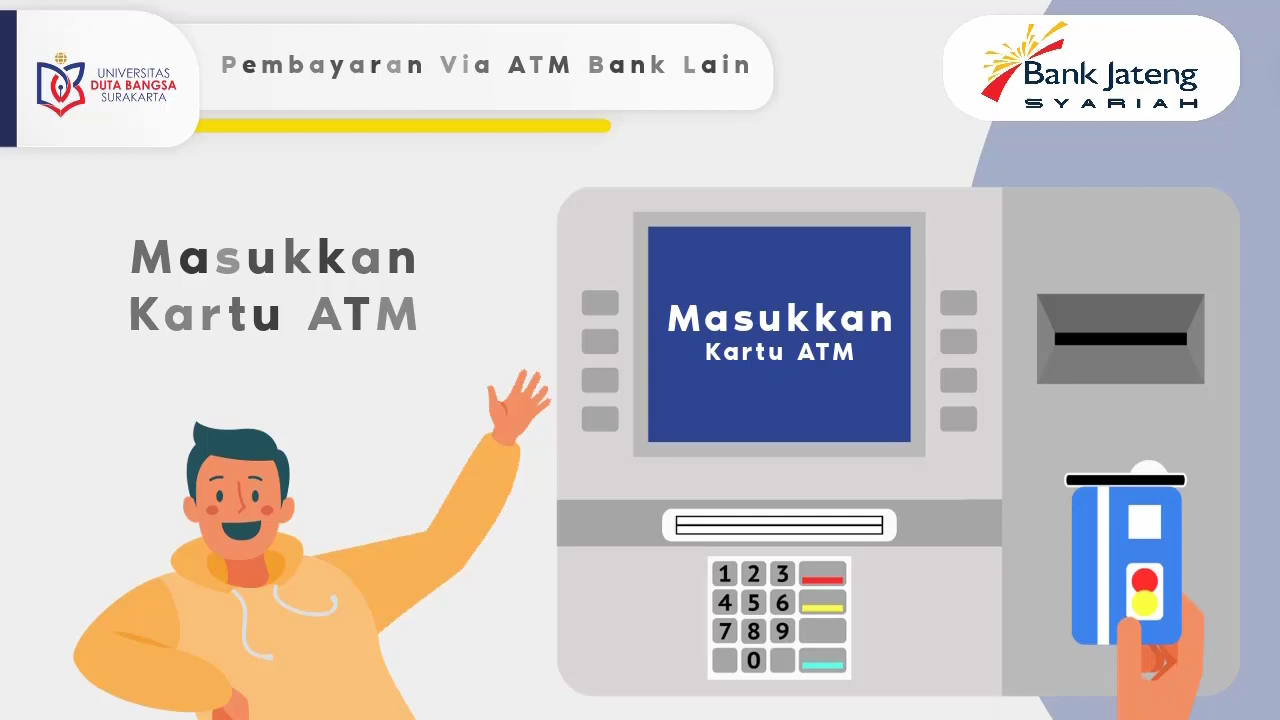 UNIVERSITAS
DUTA BANGSA
SURAKARTA
Pembayaran Via ATM Bank Lain
Bank Jateng
SYARIAH
Masukkan
Kartu ATM
Masukkan
Kartu ATM
1 2 3
4 5 6
7 8 9
0